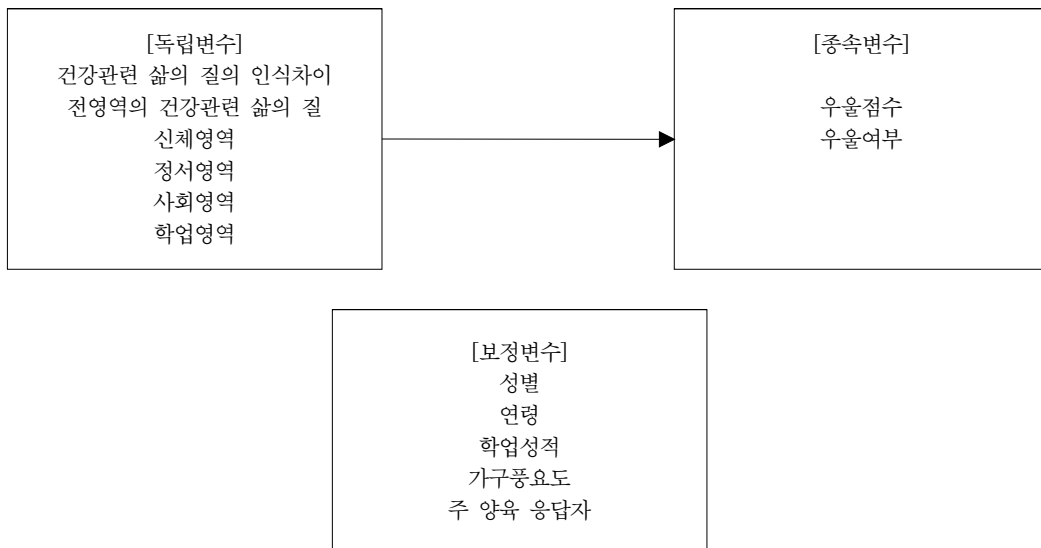 [독립변수]
건강관련 삶의 질의 인식차이
전영역의 건강관련 삶의 질
신체영역
정서영역
사회영역
학업영역
[종속변수]
우울점수
우울여부
[보정변수]
성별
연령
학업성적
가구풍요도
주 양육 응답자